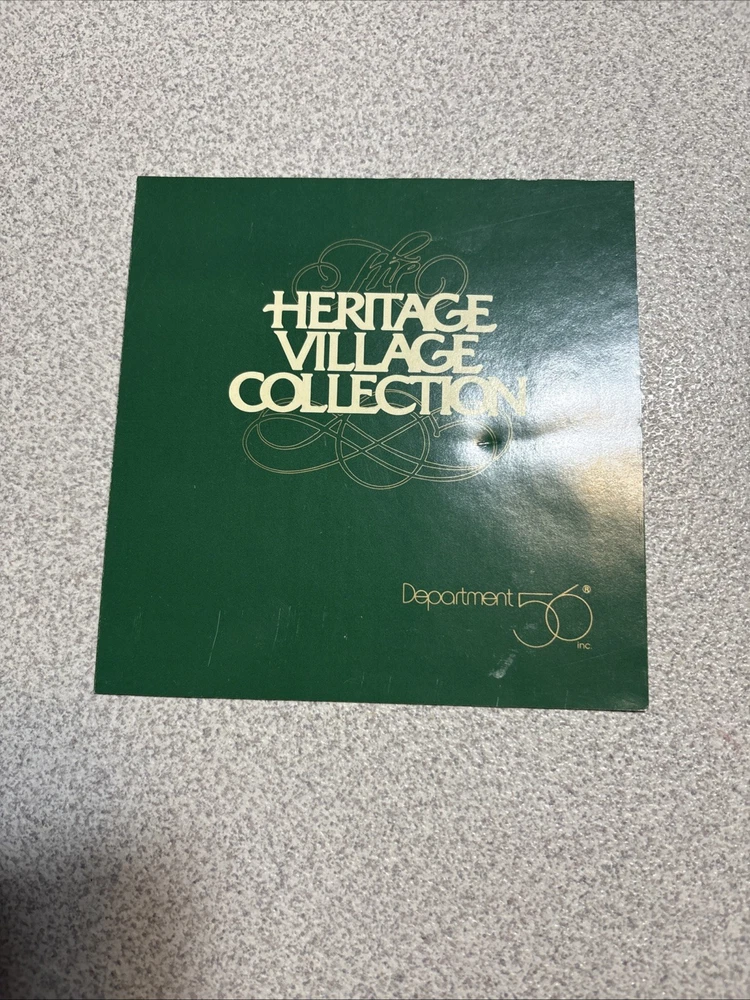 The
HERITAGE
VILLAGE
COLLECTION
Department 56®
inc.